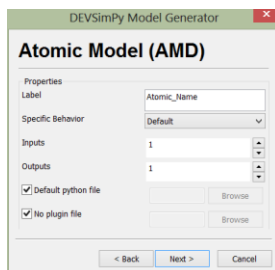 DEVSimPy Model Generator
Atomic Model (AMD)
Properties
Label Atomic_Name
Specific Behavior Default
Inputs 1
Outputs 1
Default python file Browse
No plugin file Browse
< Back Next > Cancel